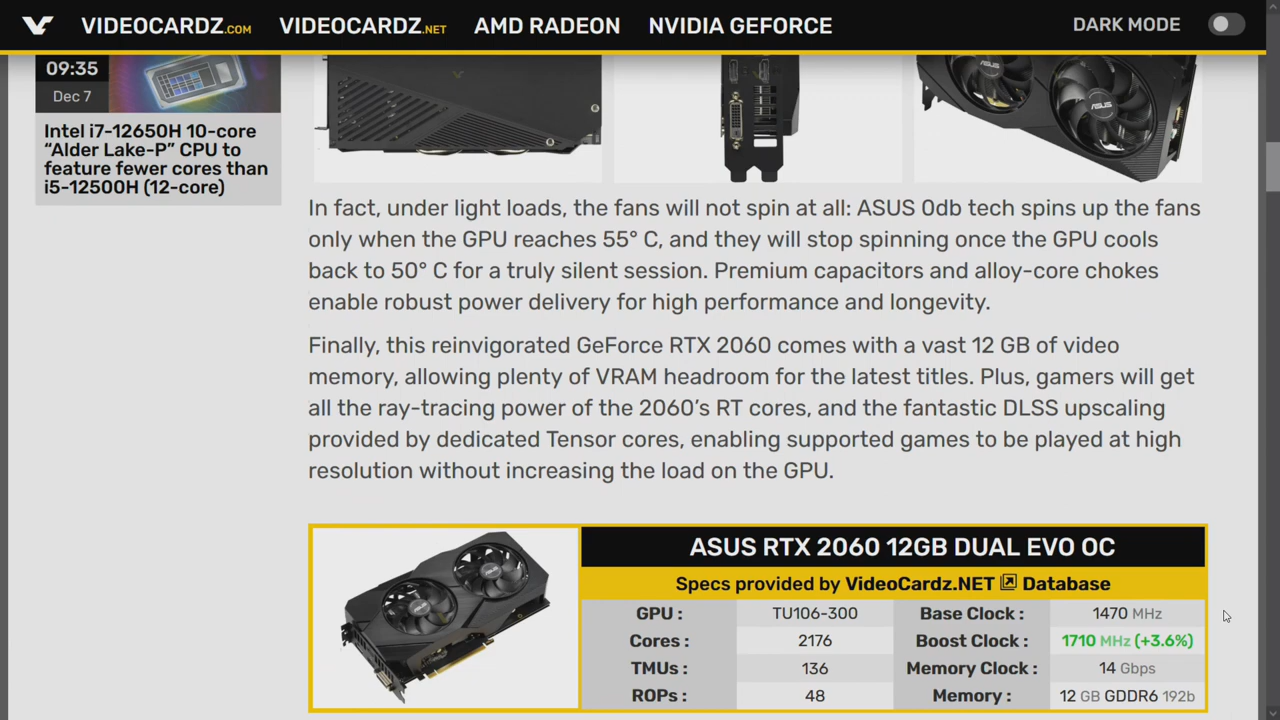 VIDEOCARDZ.COM VIDEOCARDZ.NET AMD RADEON NVIDIA GEFORCE DARK MODE
09:35
Dec 7
Intel i7-12650H 10-core
“Alder Lake-P” CPU to
feature fewer cores than
i5-12500H (12-core)
ASUS
ASUS
In fact, under light loads, the fans will not spin at all: ASUS 0db tech spins up the fans
only when the GPU reaches 55° C, and they will stop spinning once the GPU cools
back to 50° C for a truly silent session. Premium capacitors and alloy-core chokes
enable robust power delivery for high performance and longevity.
Finally, this reinvigorated GeForce RTX 2060 comes with a vast 12 GB of video
memory, allowing plenty of VRAM headroom for the latest titles. Plus, gamers will get
all the ray-tracing power of the 2060’s RT cores, and the fantastic DLSS upscaling
provided by dedicated Tensor cores, enabling supported games to be played at high
resolution without increasing the load on the GPU.
ASUS RTX 2060 12GB DUAL EVO OC
Specs provided by VideoCardz.NET Database
GPU : TU106-300 Base Clock : 1470 MHz
Cores : 2176 Boost Clock : 1710 MHz (+3.6%)
TMUs : 136 Memory Clock : 14 Gbps
ROPs : 48 Memory : 12 GB GDDR6 192b
ASUS
ASUS